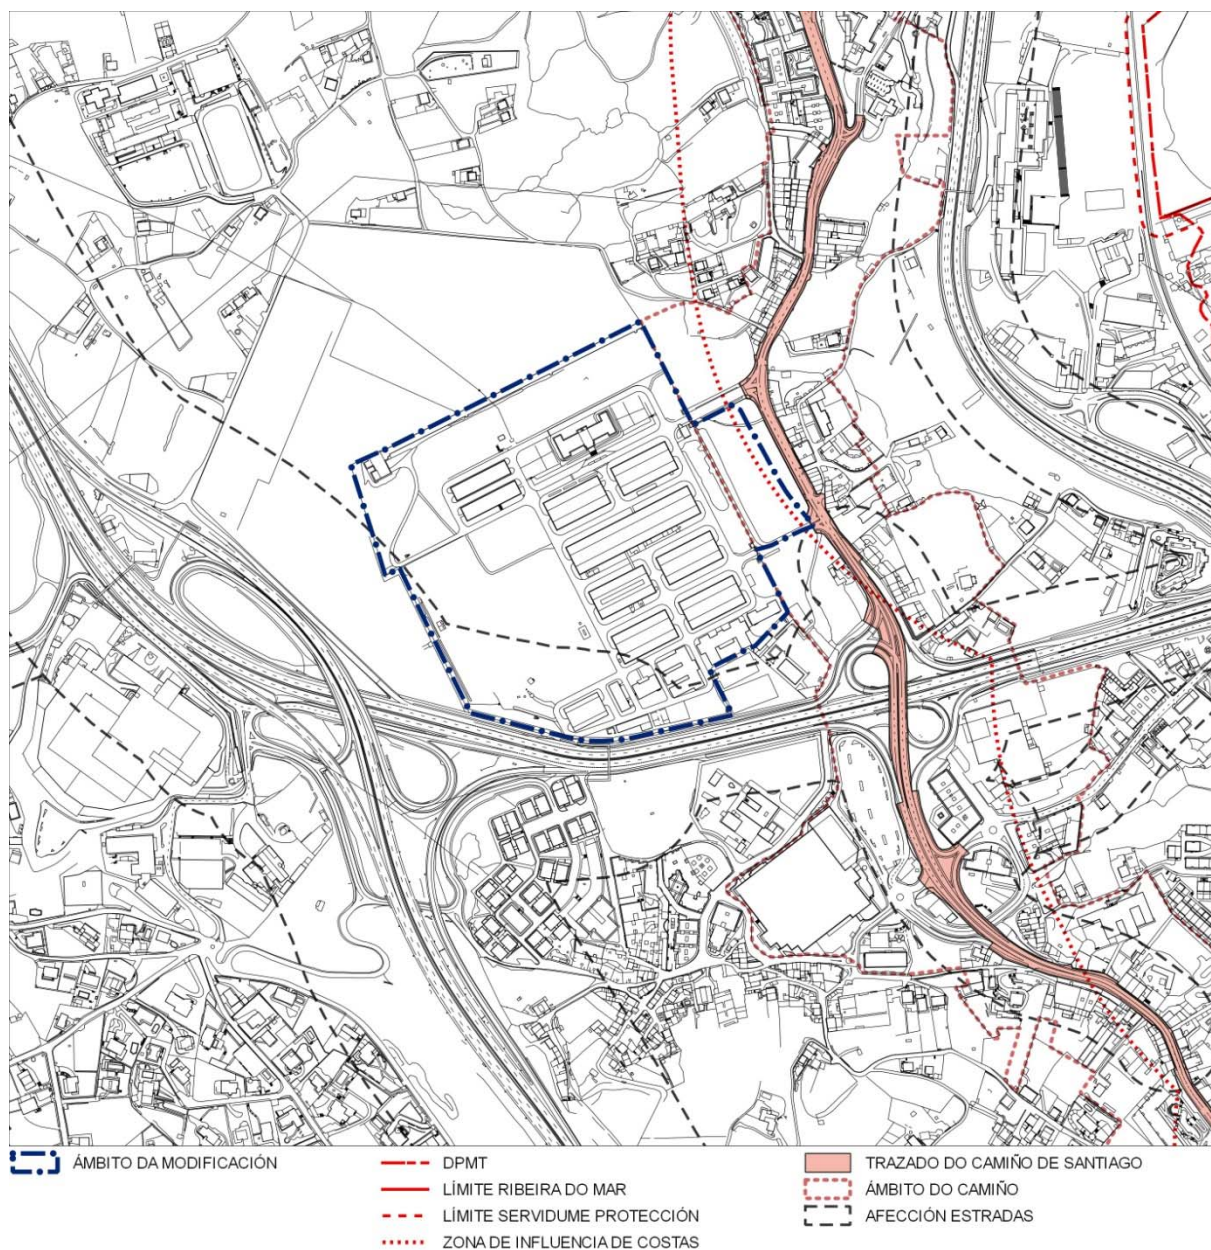 ÁMBITO DA MODIFICACIÓN
DPMT
LÍMITE RIBEIRA DO MAR
LÍMITE SERVIDUME PROTECCIÓN
ZONA DE INFLUENCIA DE COSTAS
TRAZADO DO CAMIÑO DE SANTIAGO
ÁMBITO DO CAMIÑO
AFECCIÓN ESTRADAS